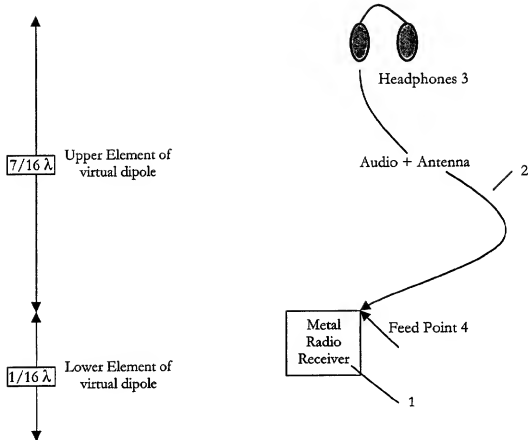 Headphones 3
7/16 λ
Upper Element of
virtual dipole
Audio + Antenna
2
Metal
Radio
Receiver
Feed Point 4
1/16 λ
Lower Element of
virtual dipole
1